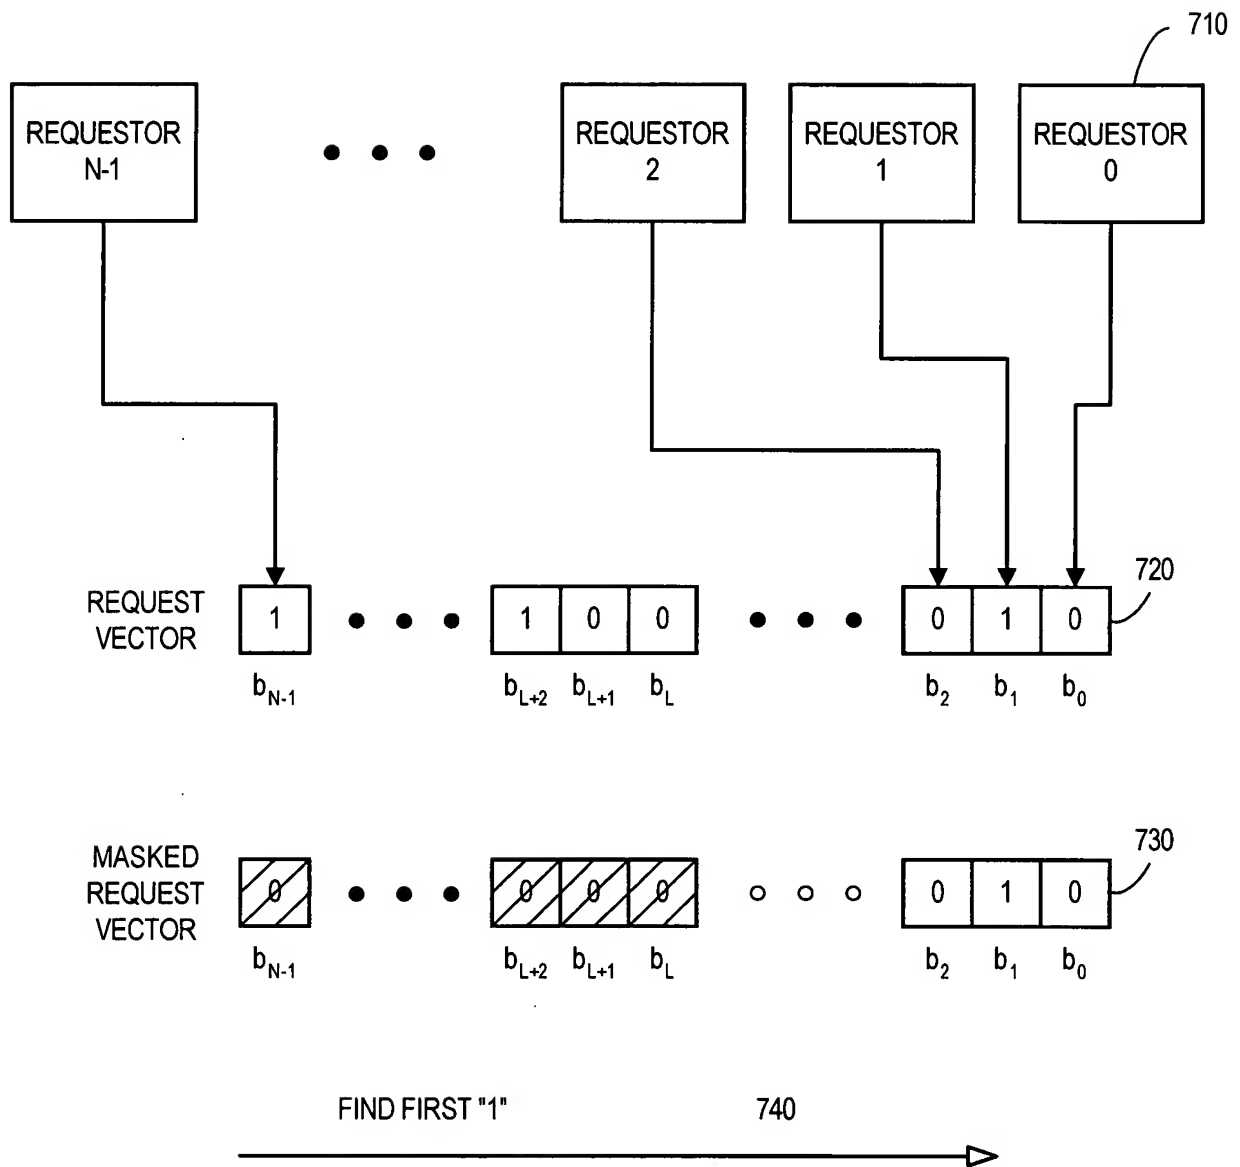 710
REQUESTOR
N-1
REQUESTOR
2
REQUESTOR
1
REQUESTOR
0
REQUEST
VECTOR
1 1 0 0 0 1 0
720
b_{N-1} b_{L+2} b_{L+1} b_L b_2 b_1 b_0
MASKED
REQUEST
VECTOR
0 0 0 0 0 1 0
730
b_{N-1} b_{L+2} b_{L+1} b_L b_2 b_1 b_0
FIND FIRST "1" 740